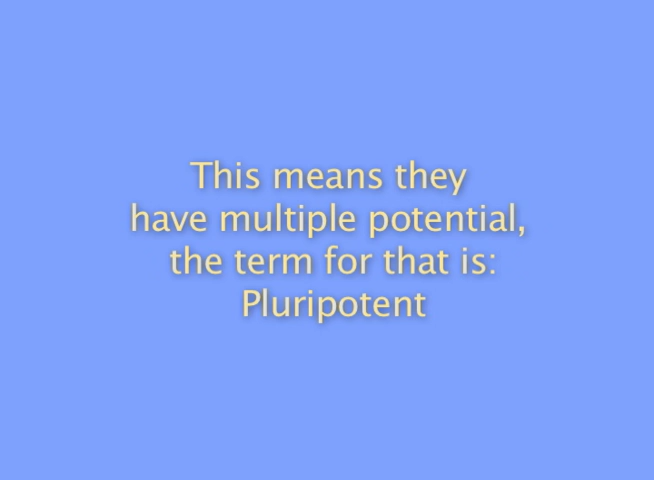 This means they
have multiple potential,
the term for that is:
Pluripotent